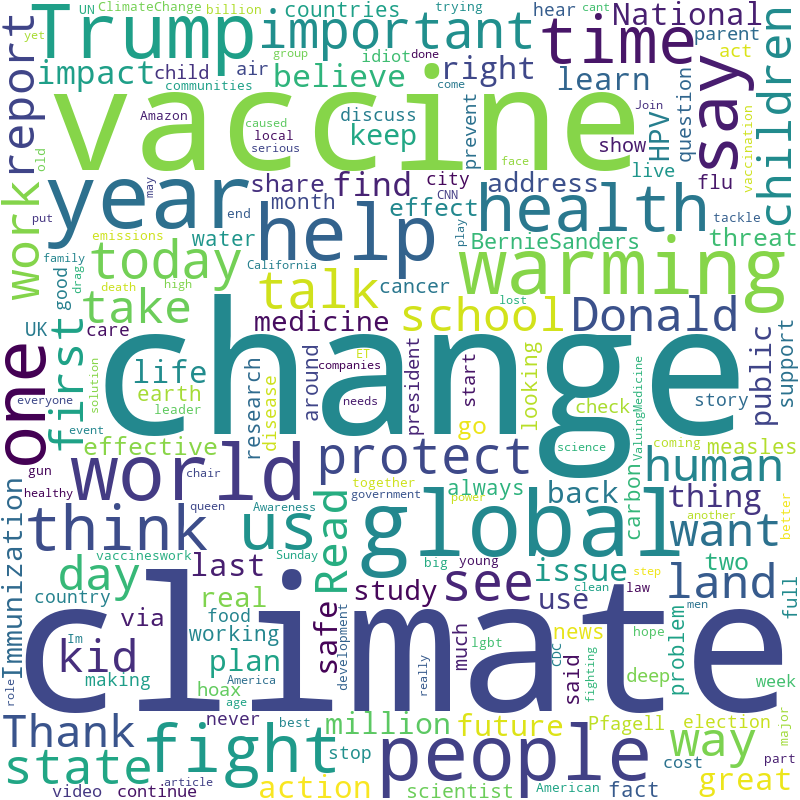 UN ClimateChange billion countries trying hear cant
yet Trump important time say National parent
report impact child air believe idiot group done right learn act children
Amazon communities vaccine caused local serious discuss keep come prevent Join show HPV question vaccination
old year share find city address live flu
put may month CNN effect face tackle
work emissions water end help play health BernieSanders threat
family today California talk cancer warming
good drag death high take medicine school lost Donald
UK care first life ET companies president start looking public story support
one everyone solution earth leader research disease around needs change go check ValuingMedicine measles
event effective science coming
gun chair world protect human
healthy queen together government power always back carbon another better
think Awareness us Read global thing want
Immunization vaccineswork Sunday big young step two
day last study see issue land full
country real food safe clean law use
kid via Im working development much lgbt news men hope problem
role making America plan hoax age really said CDC fighting deep week
Thank never best million future Pfagell election major
state fight stop people way part
video continue article action scientist American fact cost great